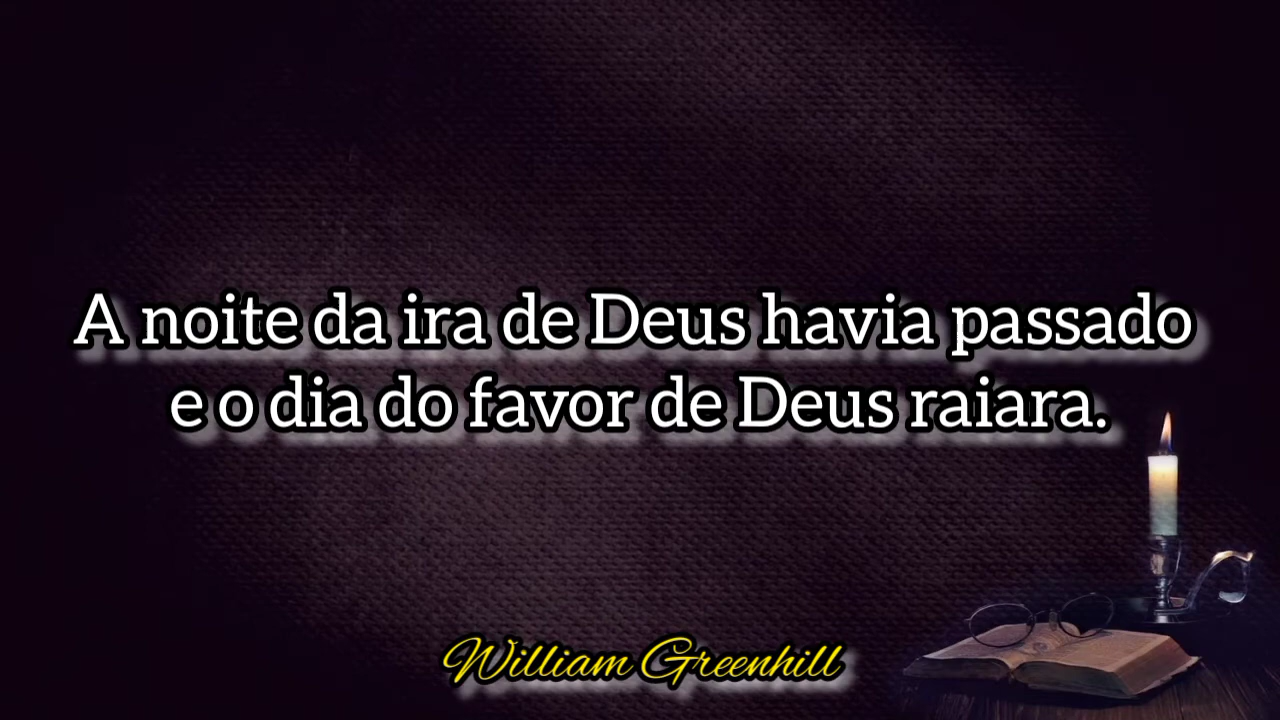 A noite da ira de Deus havia passado
e o dia do favor de Deus raiara.
William Greenhill